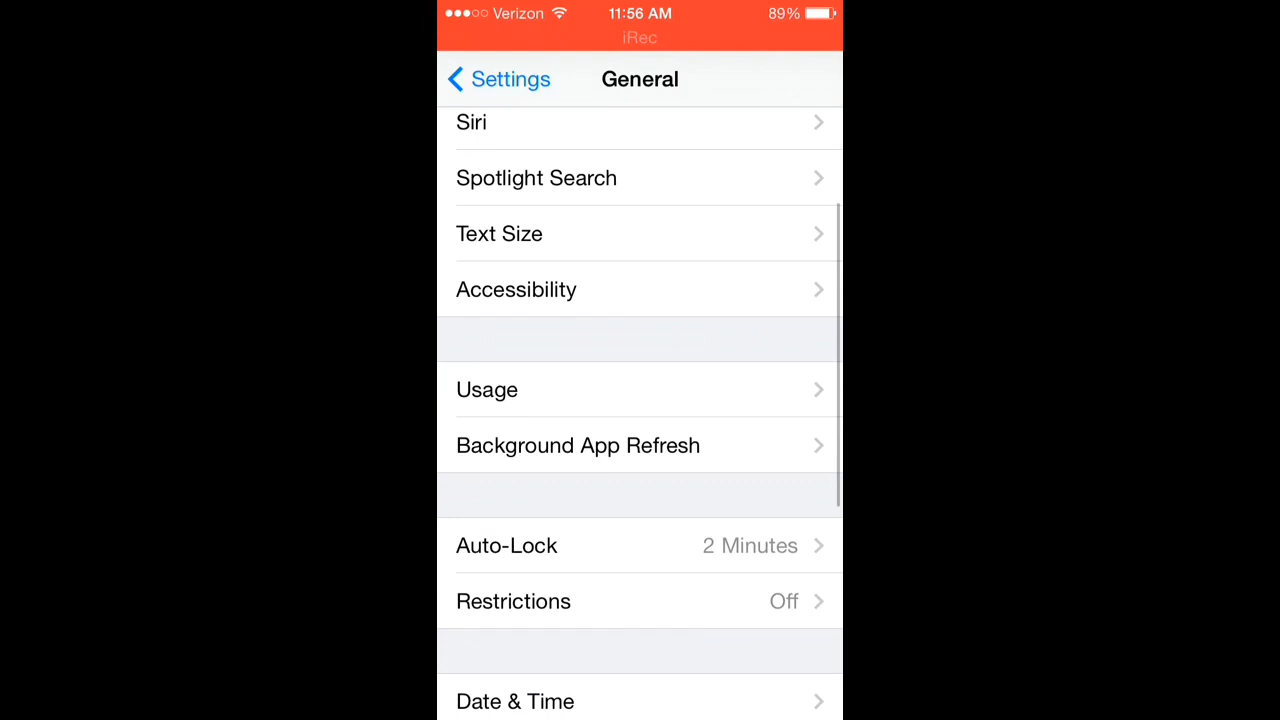 Verizon 11:56 AM 89%
iRec
Settings General
Siri
Spotlight Search
Text Size
Accessibility
Usage
Background App Refresh
Auto-Lock 2 Minutes
Restrictions Off
Date & Time